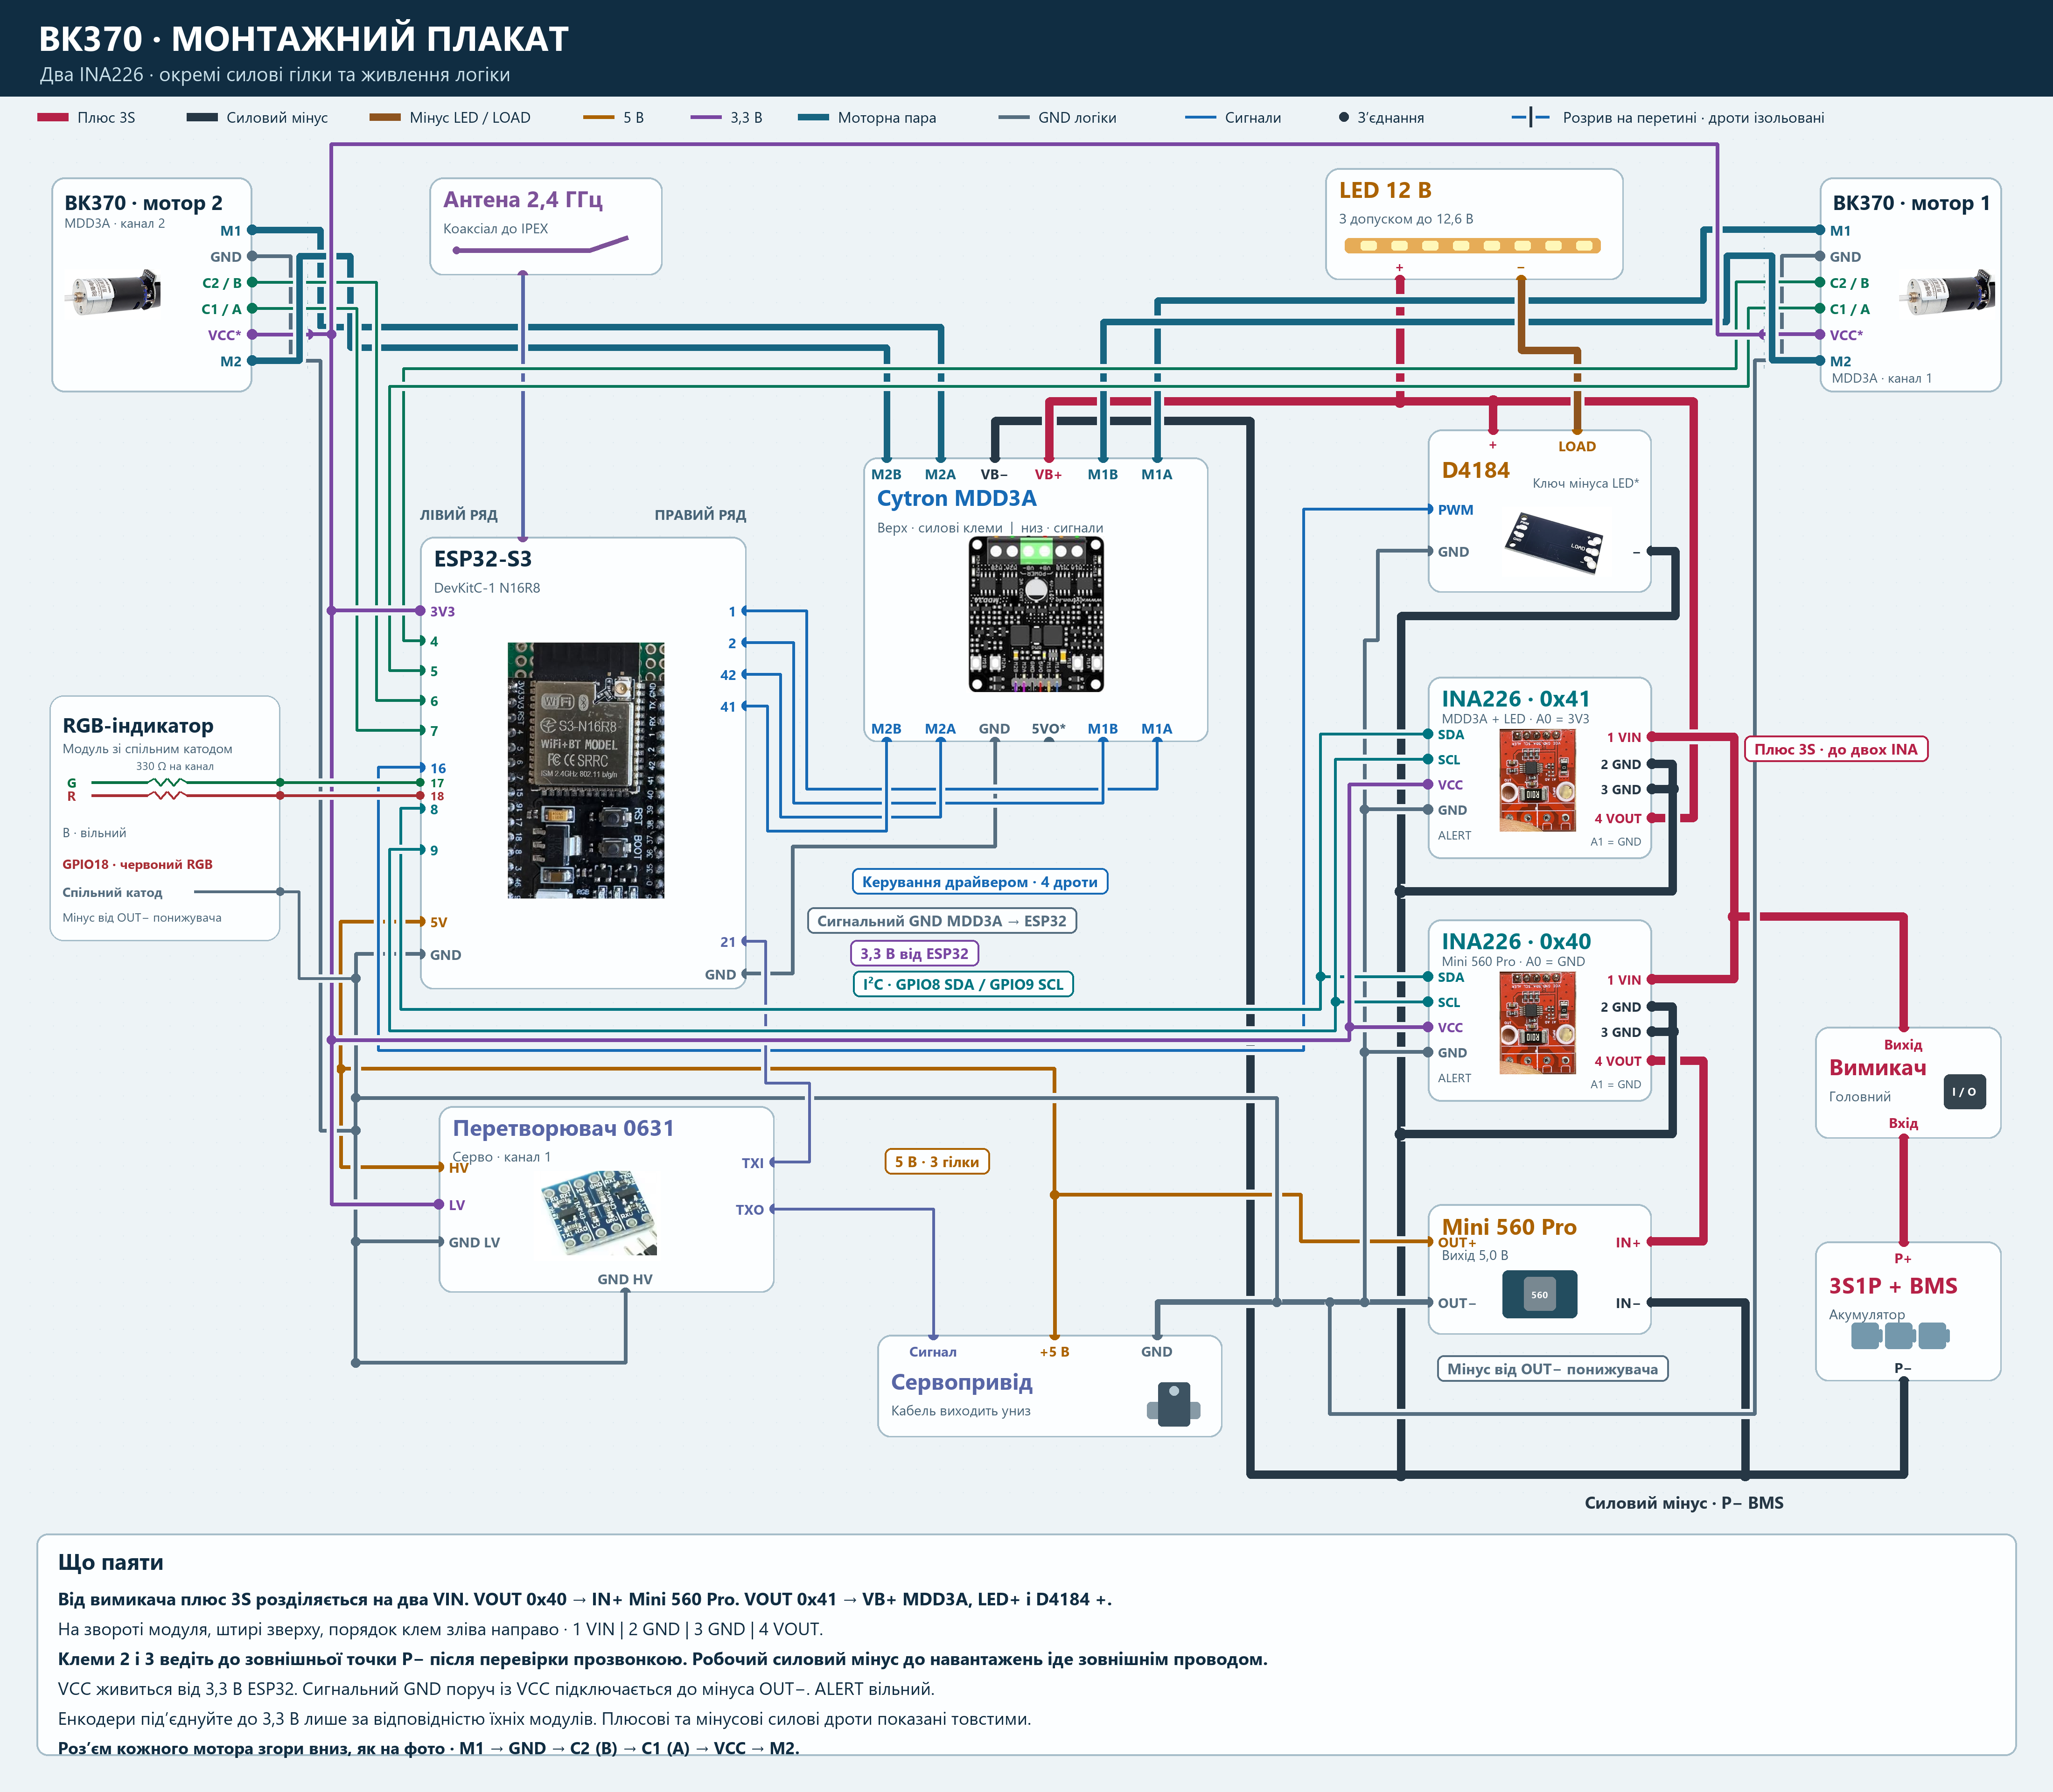 ВК370 · МОНТАЖНИЙ ПЛАКАТ
Два INA226 · окремі силові гілки та живлення логіки
Плюс 3S
Силовий мінус
Мінус LED / LOAD
5 В
3,3 В
Моторна пара
GND логіки
Сигнали
З’єднання
Розрив на перетині · дроти ізольовані
ВК370 · мотор 2
MDD3A · канал 2
M1
GND
C2 / B
C1 / A
VCC*
M2
Антена 2,4 ГГц
Коаксіал до IPEX
LED 12 В
З допуском до 12,6 В
+
−
ВК370 · мотор 1
M1
GND
C2 / B
C1 / A
VCC*
M2
MDD3A · канал 1
ЛІВИЙ РЯД
ПРАВИЙ РЯД
ESP32-S3
DevKitC-1 N16R8
3V3
4
5
6
7
16
17
18
8
9
5V
GND
1
2
42
41
21
GND
WiFi
S3-N16R8
WiFi+BT MODEL
RST
BOOT
RGB
M2B
M2A
VB−
VB+
M1B
M1A
Cytron MDD3A
Верх · силові клеми | низ · сигнали
M2B
M2A
GND
5VO*
M1B
M1A
+
LOAD
D4184
Ключ мінуса LED*
PWM
GND
−
LOAD
RGB-індикатор
Модуль зі спільним катодом
330 Ω на канал
G
R
B · вільний
GPIO18 · червоний RGB
Спільний катод
Мінус від OUT− понижувача
INA226 · 0x41
MDD3A + LED · A0 = 3V3
SDA
SCL
VCC
GND
ALERT
1 VIN
2 GND
3 GND
4 VOUT
A1 = GND
R010
Плюс 3S · до двох INA
Керування драйвером · 4 дроти
Сигнальний GND MDD3A → ESP32
3,3 В від ESP32
I²C · GPIO8 SDA / GPIO9 SCL
INA226 · 0x40
Mini 560 Pro · A0 = GND
SDA
SCL
VCC
GND
ALERT
1 VIN
2 GND
3 GND
4 VOUT
A1 = GND
R010
Вихід
Вимикач
Головний
I / O
Вхід
Перетворювач 0631
Серво · канал 1
HV
LV
GND LV
TXI
TXO
GND HV
5 В · 3 гілки
Mini 560 Pro
OUT+
Вихід 5,0 В
OUT−
IN+
IN−
560
Мінус від OUT− понижувача
P+
3S1P + BMS
Акумулятор
P−
Сигнал
+5 В
GND
Сервопривід
Кабель виходить униз
Силовий мінус · P− BMS
Що паяти
Від вимикача плюс 3S розділяється на два VIN. VOUT 0x40 → IN+ Mini 560 Pro. VOUT 0x41 → VB+ MDD3A, LED+ і D4184 +.
На звороті модуля, штирі зверху, порядок клем зліва направо · 1 VIN | 2 GND | 3 GND | 4 VOUT.
Клеми 2 і 3 ведіть до зовнішньої точки P− після перевірки прозвонкою. Робочий силовий мінус до навантажень іде зовнішнім проводом.
VCC живиться від 3,3 В ESP32. Сигнальний GND поруч із VCC підключається до мінуса OUT−. ALERT вільний.
Енкодери під’єднуйте до 3,3 В лише за відповідністю їхніх модулів. Плюсові та мінусові силові дроти показані товстими.
Роз’єм кожного мотора згори вниз, як на фото · M1 → GND → C2 (B) → C1 (A) → VCC → M2.